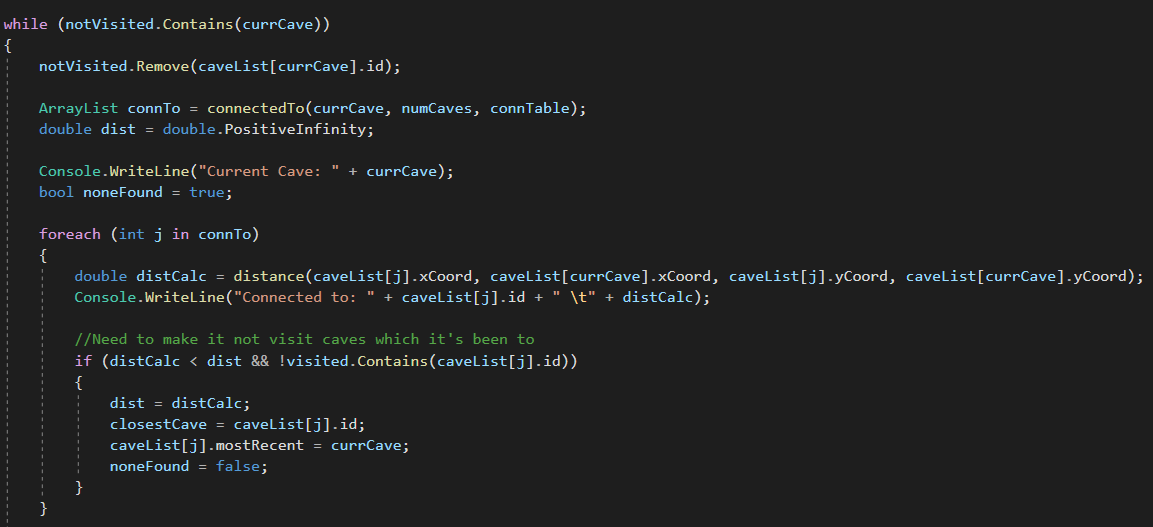 while (notVisited.Contains(currCave))
{
notVisited.Remove(caveList[currCave].id);
ArrayList connTo = connectedTo(currCave, numCaves, connTable);
double dist = double.PositiveInfinity;
Console.WriteLine("Current Cave: " + currCave);
bool noneFound = true;
foreach (int j in connTo)
{
double distCalc = distance(caveList[j].xCoord, caveList[currCave].xCoord, caveList[j].yCoord, caveList[currCave].yCoord);
Console.WriteLine("Connected to: " + caveList[j].id + " \t" + distCalc);
//Need to make it not visit caves which it's been to
if (distCalc < dist && !visited.Contains(caveList[j].id))
{
dist = distCalc;
closestCave = caveList[j].id;
caveList[j].mostRecent = currCave;
noneFound = false;
}
}